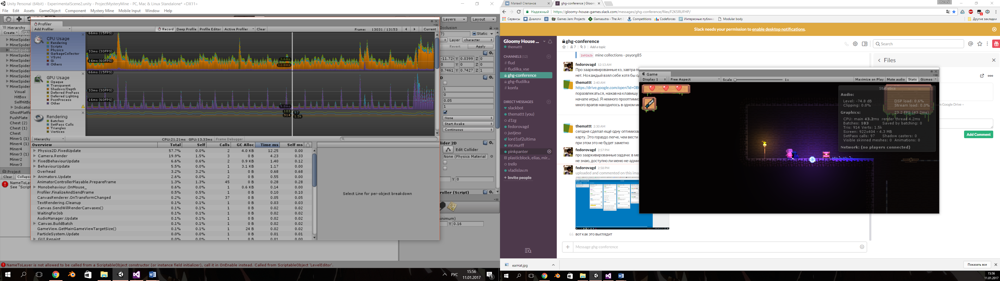 Unity Personal (64bit) - ExperimentalScene2.unity - ProjectMysteryMine - PC, Mac & Linux Standalone* <DX11>
File Edit Assets GameObject Component Mystery Mine Mobile Input Window Help
Layers Layout
Hierarchy
Create
MineSpider
MineSpider
MineSpider
MineSpider
MineSpider
MineSpider
MineSpider
MineSpider
MineSpider
Visual
HitBox
SelfHitBo
Indicator
GhostPlatfo
PushPlate
Chest (2)
Chest (1)
Chest
Miner1 (1)
Miner4
Miner4
Miner3 (1)
Miner2
Miner3
Project
Clear Collapse
NameToLay
See "Script
Profiler
Add Profiler Record Deep Profile Profile Editor Active Profiler Clear Frame: 13031 / 13153 Current
CPU Usage
Rendering
Scripts
Physics
GarbageCollector
VSync
Gi
Others
66ms (15FPS)
33ms (30FPS)
16ms (60FPS)
3.6ms
12.8ms
GPU Usage
Opaque
Transparent
Shadows/Depth
Deferred PrePass
Deferred Lighting
PostProcess
Other
66ms (15FPS)
33ms (30FPS)
16ms (60FPS)
9.8ms
Rendering
Batches
SetPass Calls
Triangles
Vertices
103 97
914 1.5k
Hierarchy CPU:21.21ms GPU:13.33ms Frame Debugger
Overview Total Self Calls GC Alloc Time ms Self ms
Physics2D.FixedUpdate 57.7% 0.0% 2 4.0 KB 12.25 0.00
Camera.Render 19.9% 1.5% 3 0 B 4.23 0.33
FixedBehaviourUpdate 6.6% 0.6% 2 0.9 KB 1.40 0.12
BehaviourUpdate 5.5% 0.0% 1 3.1 KB 1.17 0.00
Overhead 3.2% 3.2% 1 0 B 0.68 0.68
Animators.Update 2.6% 0.0% 2 0 B 0.55 0.00
AnimatorControllerPlayable.PrepareFrame 1.3% 1.3% 45 0 B 0.28 0.28
Monobehaviour.OnMouse_ 0.6% 0.0% 1 0.6 KB 0.14 0.00
Profiler.FinalizeAndSendFrame 0.5% 0.5% 1 0 B 0.10 0.10
CanvasRenderer.OnTransformChanged 0.2% 0.2% 37 0 B 0.05 0.05
TextRendering.Cleanup 0.1% 0.1% 1 0 B 0.03 0.03
Canvas.SendWillRenderCanvases() 0.1% 0.1% 1 0 B 0.02 0.02
WaitingForJob 0.1% 0.1% 1 0 B 0.02 0.02
AudioManager.Update 0.1% 0.1% 1 0 B 0.02 0.02
Canvas.BuildBatch 0.1% 0.1% 1 0 B 0.02 0.02
GameView.GetMainGameViewTargetSize() 0.1% 0.1% 1 24 B 0.02 0.02
ParticleSystem.Update 0.0% 0.0% 1 0 B 0.01 0.01
GUI.Repaint 0.0% 0.0% 1 0 B 0.01 0.01
Select Line for per-object breakdown
Occlusion
Static
Layer character
Revert Apply
-11.72 Y 0.0399 Z 0
Y 0 Z 0
0.7461 Y 0.7427 Z 1
D
1
0
0.05
1
None
Start Awake
Continuous
llider 2D
Edit Collider
None (Physics Material
Y 0
roller (Script)
inimum)
Y 0.16
NameToLayer is not allowed to be called from a ScriptableObject constructor (or instance field initializer), call it in OnEnable instead. Called from ScriptableObject 'LevelEditor'.
РУС 15:56
11.01.2017
Матвей Степанов
ghg-conference | Gloom
Матвей
Надежный https://gloomy-house-games.slack.com/messages/ghg-conference/files/F2K5RUFHP/
Сервисы Диалоги Games Jam: Projects Gamasutra - The Art Competitions Codeforces Интересные публика Modular body Другие закладки
Slack needs your permission to enable desktop notifications.
Gloomy House ...
themattt
CHANNELS (12)
# flud
# fludilka_vse
ghg-conference
ghg-fludilka
# konfa
DIRECT MESSAGES
slackbot
themattt (you)
d1zg
fedorovagd
justjeso
lord1of2ultima
mr.murff
pinkpanter
plasticblock, elias, mir...
trello
vladislav.m
+ Invite people
ghg-conference
7 3 Add a topic
Search
1b91b2b mine collections - psyorg85
fedorovagd 12:13 AM
Про заархивированные хз, завтра по
нет. Но каждый взял себе хотя бы од
themattt 2:40 AM
https://drive.google.com/open?id=0B
поразвлекаться, нажав на клавишу
начале игры). Я немного прооптимиз
много врагов находилось в одном ме
themattt 2:30 AM
сегодня сделал ещё одну оптимизац
карту. Это гораздо легче, чем вести
при этом это не будет заметно
fedorovagd 2:57 PM
про заархивированные задачи: в ме
не знаю, доступно ли меню не-адми
fedorovagd 2:58 PM
uploaded and commented on this ima
вот как это выглядит
Message ghg-conference
Files
m Google Drive
Add Comment
Game
Display 1 Free Aspect Scale 1x Maximize on Play Mute audio Stats Gizmos
Statistics
Audio:
Level: -74.8 dB DSP load: 0.6%
Clipping: 0.0% Stream load: 0.0%
Graphics: 23.2 FPS (43.2ms)
CPU: main 43.2ms render thread 4.2ms
Batches: 103 Saved by batching: 0
Tris: 914 Verts: 1.5k
Screen: 922x404 - 4.3 MB
SetPass calls: 97 Shadow casters: 0
Visible skinned meshes: 0 Animations: 0
Network: (no players connected)
earHat.jpg
Показать все
15:56
11.01.2017